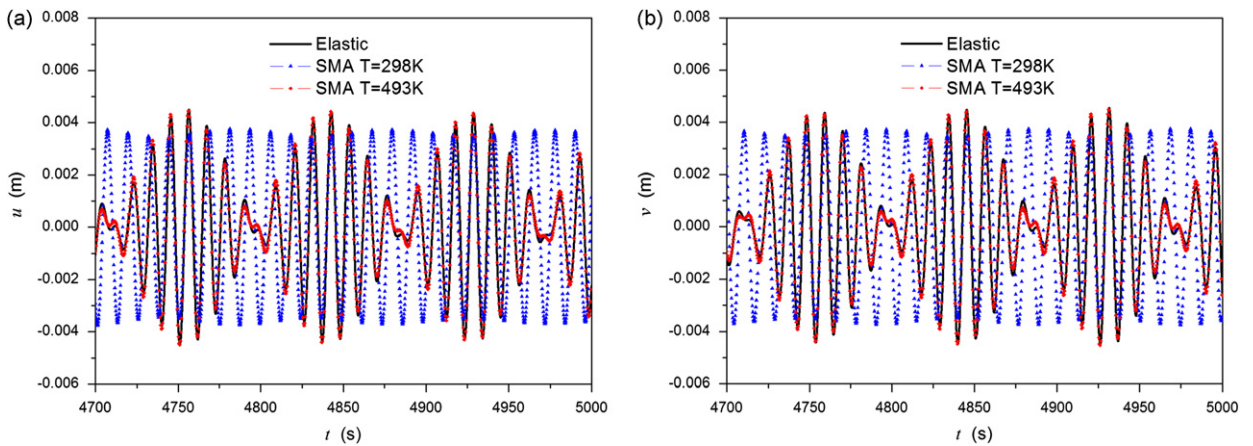 (a)
0.008
0.006
0.004
0.002
0.000
-0.002
-0.004
-0.006
u (m)
Elastic
SMA T=298K
SMA T=493K
4700 4750 4800 4850 4900 4950 5000
t (s)
(b)
0.008
0.006
0.004
0.002
0.000
-0.002
-0.004
-0.006
v (m)
Elastic
SMA T=298K
SMA T=493K
4700 4750 4800 4850 4900 4950 5000
t (s)